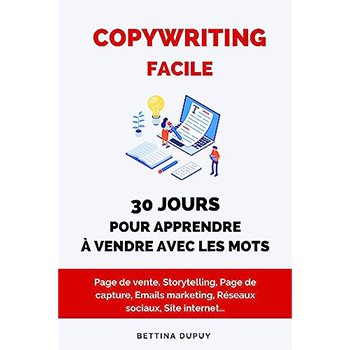 COPYWRITING
FACILE
30 JOURS
POUR APPRENDRE
À VENDRE AVEC LES MOTS
Page de vente, Storytelling, Page de
capture, Emails marketing, Réseaux
sociaux, Site internet...
BETTINA DUPUY